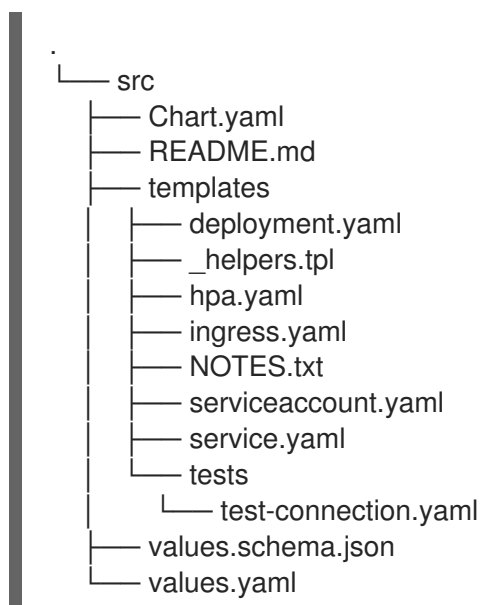 .
└── src
    ├── Chart.yaml
    ├── README.md
    ├── templates
    │   ├── deployment.yaml
    │   ├── _helpers.tpl
    │   ├── hpa.yaml
    │   ├── ingress.yaml
    │   ├── NOTES.txt
    │   ├── serviceaccount.yaml
    │   ├── service.yaml
    │   └── tests
    │       └── test-connection.yaml
    ├── values.schema.json
    └── values.yaml